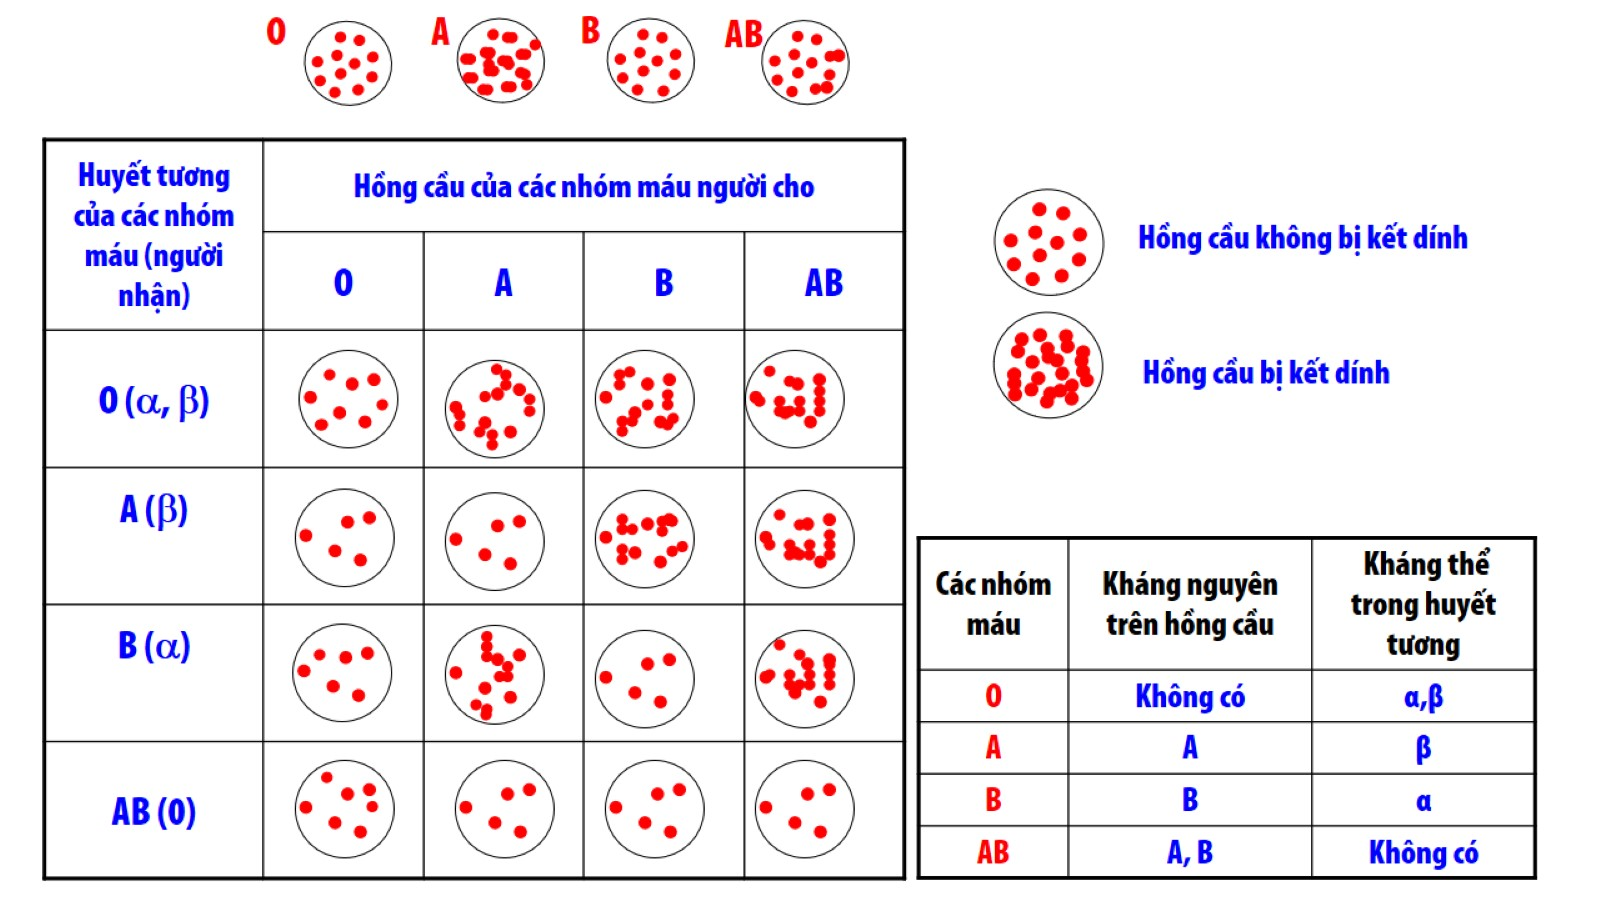 O A B AB
Huyết tương
của các nhóm
máu (người
nhận)
Hồng cầu của các nhóm máu người cho
O A B AB
O (α, β)
A (β)
B (α)
AB (0)
Hồng cầu không bị kết dính
Hồng cầu bị kết dính
Các nhóm
máu
Kháng nguyên
trên hồng cầu
Kháng thể
trong huyết
tương
O Không có α,β
A A β
B B α
AB A, B Không có